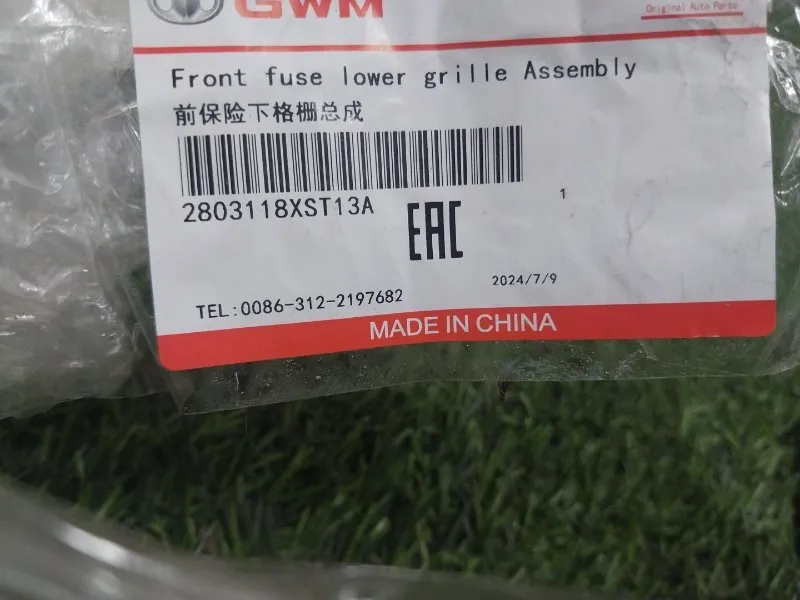 GWM
Original Auto Parts
Front fuse lower grille Assembly
前保险下格栅总成
2803118XST13A
EAC
1
2024/7/9
TEL:0086-312-2197682
MADE IN CHINA